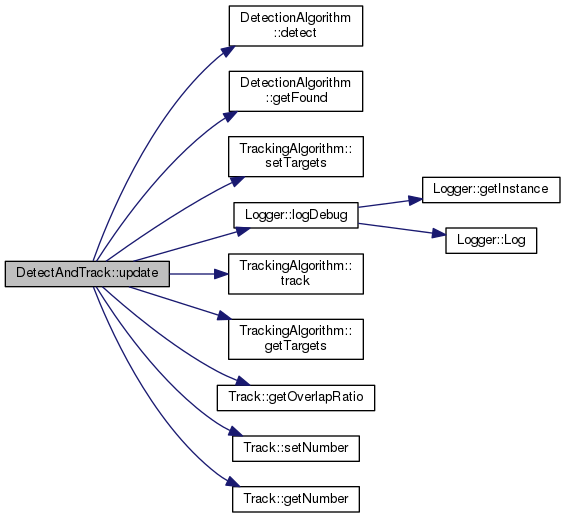 DetectionAlgorithm
::detect
DetectionAlgorithm
::getFound
TrackingAlgorithm::
setTargets
Logger::logDebug
Logger::getInstance
Logger::Log
DetectAndTrack::update
TrackingAlgorithm::
track
TrackingAlgorithm::
getTargets
Track::getOverlapRatio
Track::setNumber
Track::getNumber